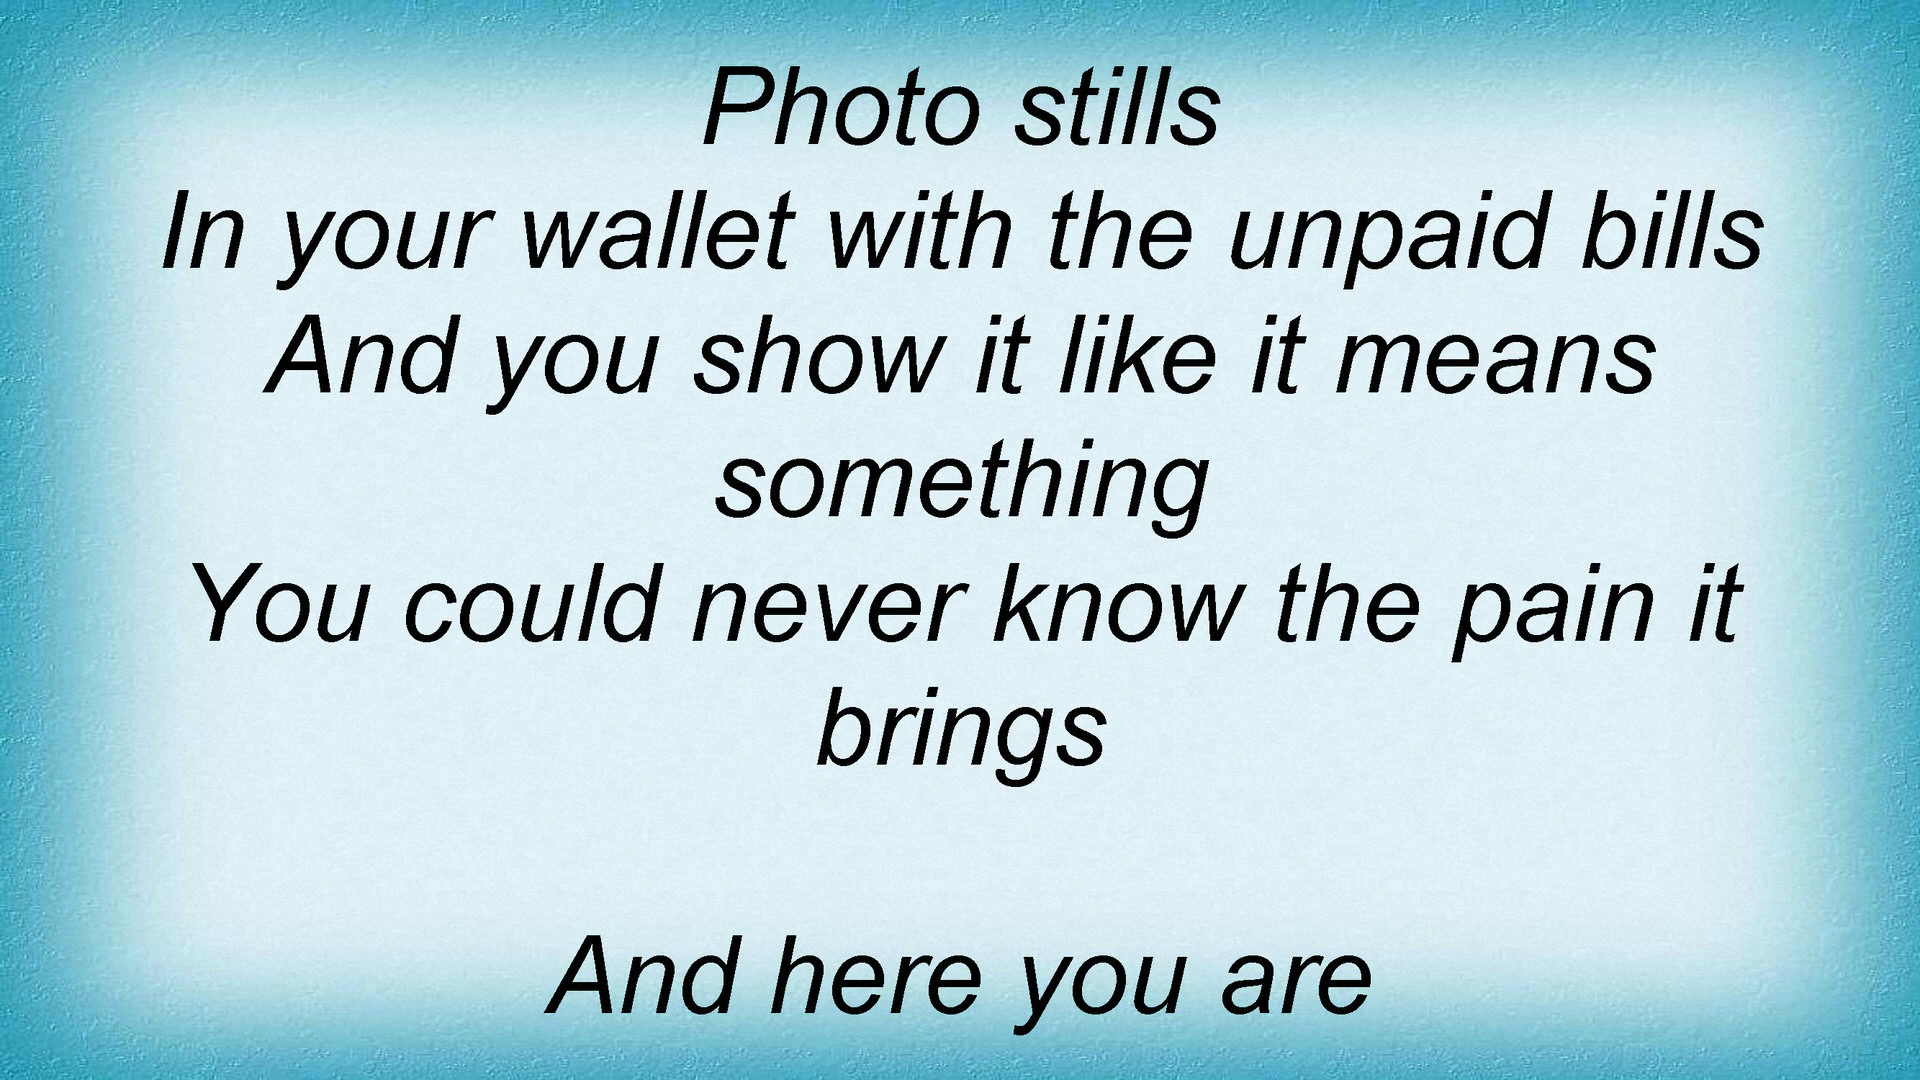 Photo stills
In your wallet with the unpaid bills
And you show it like it means
something
You could never know the pain it
brings
And here you are